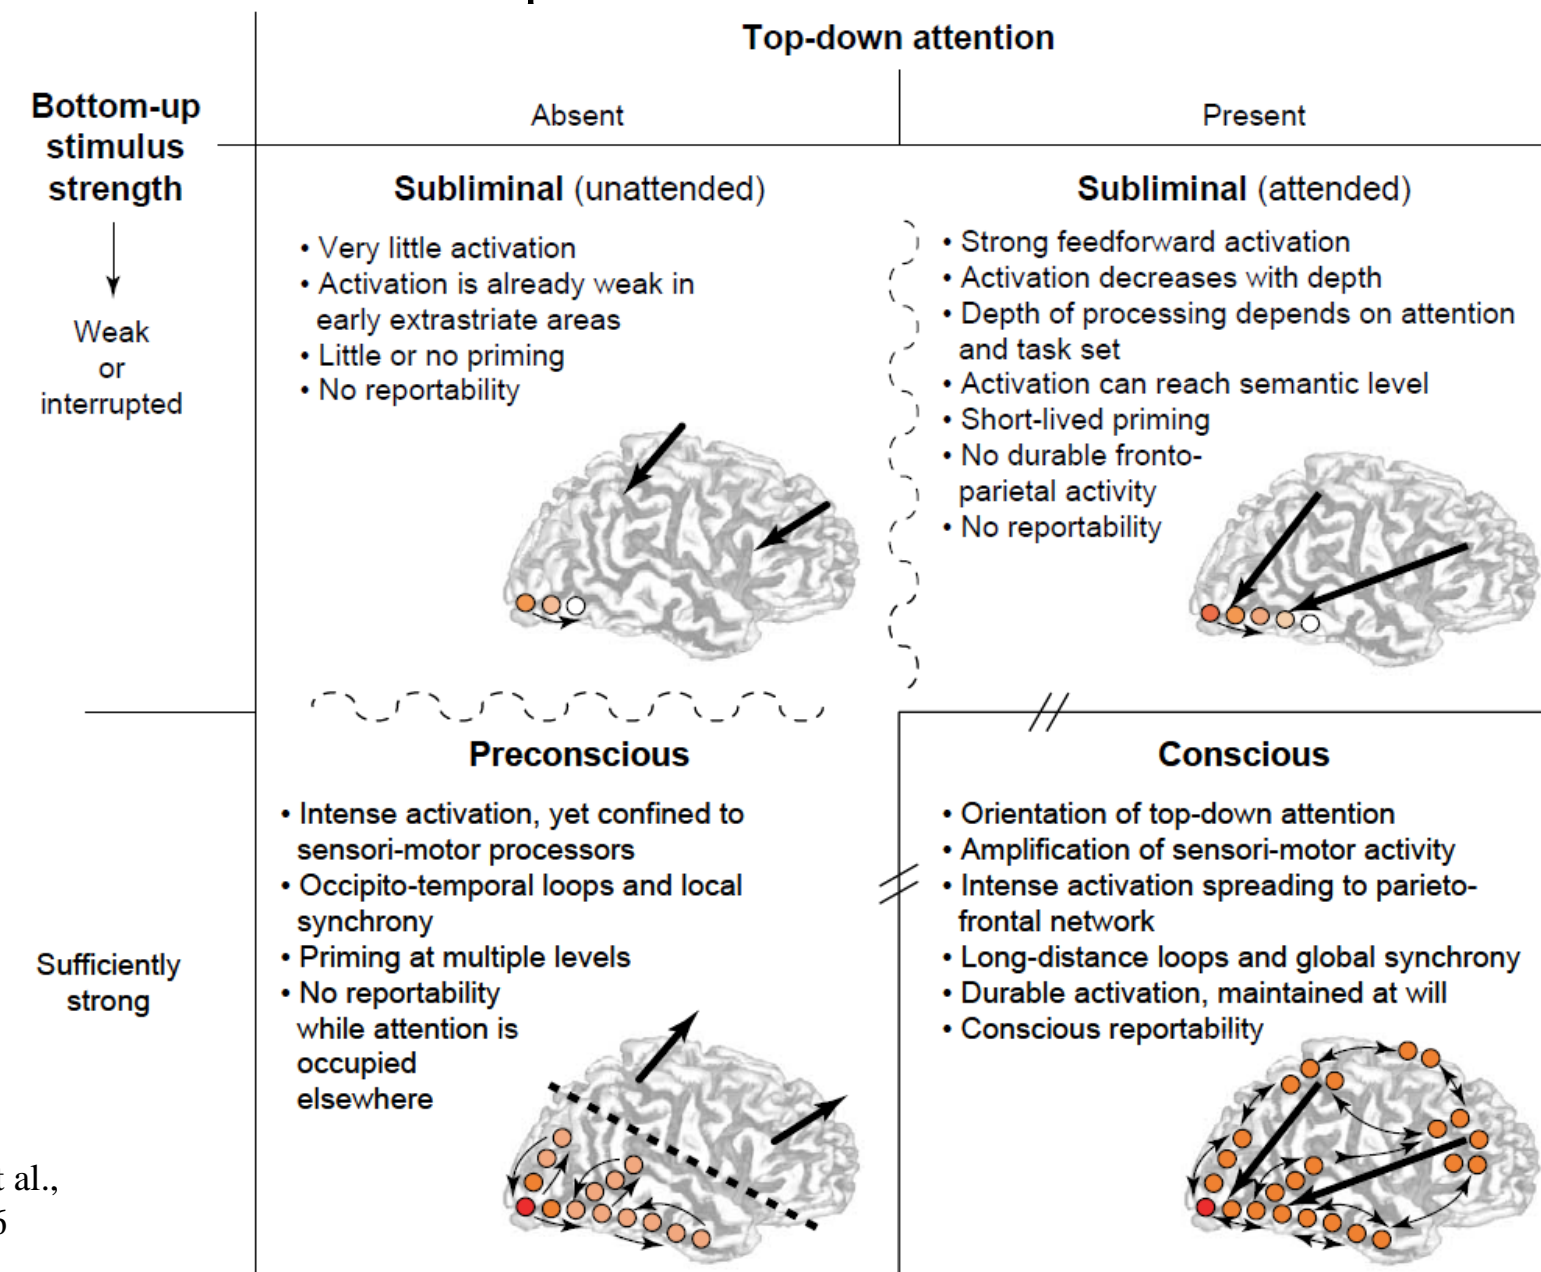 Top-down attention
Bottom-up
stimulus
strength
Absent
Present
Weak
or
interrupted
Subliminal (unattended)
• Very little activation
• Activation is already weak in
early extrastriate areas
• Little or no priming
• No reportability
Subliminal (attended)
• Strong feedforward activation
• Activation decreases with depth
• Depth of processing depends on attention
and task set
• Activation can reach semantic level
• Short-lived priming
• No durable fronto-
parietal activity
• No reportability
Sufficiently
strong
Preconscious
• Intense activation, yet confined to
sensori-motor processors
• Occipito-temporal loops and local
synchrony
• Priming at multiple levels
• No reportability
while attention is
occupied
elsewhere
Conscious
• Orientation of top-down attention
• Amplification of sensori-motor activity
• Intense activation spreading to parieto-
frontal network
• Long-distance loops and global synchrony
• Durable activation, maintained at will
• Conscious reportability
al.,